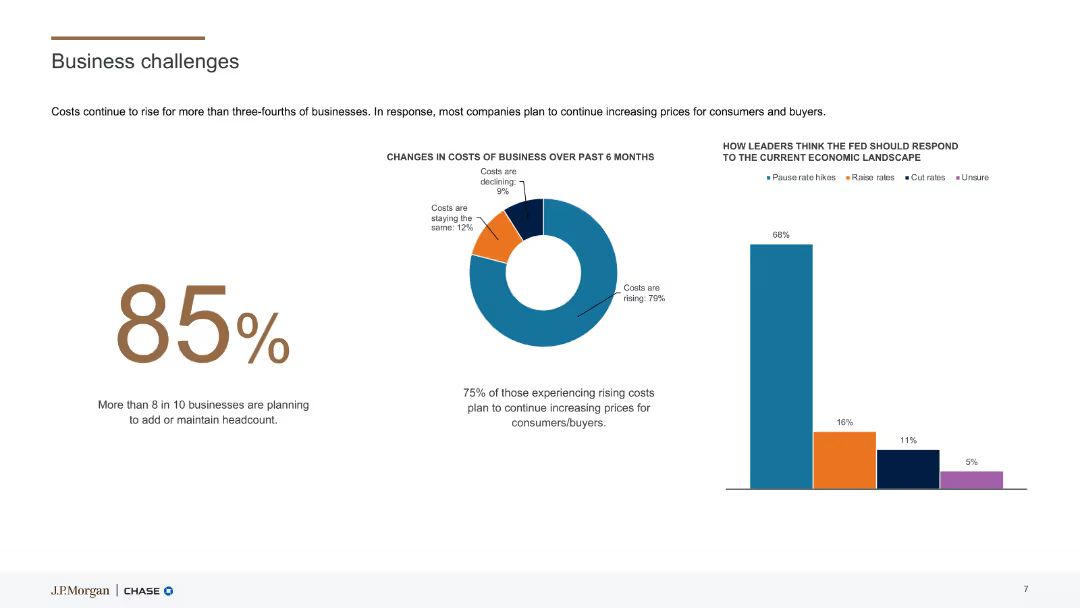 Business challenges
Costs continue to rise for more than three-fourths of businesses. In response, most companies plan to continue increasing prices for consumers and buyers.
85%
More than 8 in 10 businesses are planning
to add or maintain headcount.
CHANGES IN COSTS OF BUSINESS OVER PAST 6 MONTHS
Costs are
declining:
9%
Costs are
staying the
same: 12%
Costs are
rising: 79%
75% of those experiencing rising costs
plan to continue increasing prices for
consumers/buyers.
HOW LEADERS THINK THE FED SHOULD RESPOND
TO THE CURRENT ECONOMIC LANDSCAPE
Pause rate hikes Raise rates Cut rates Unsure
68%
16%
11%
5%
J.P.Morgan | CHASE
7